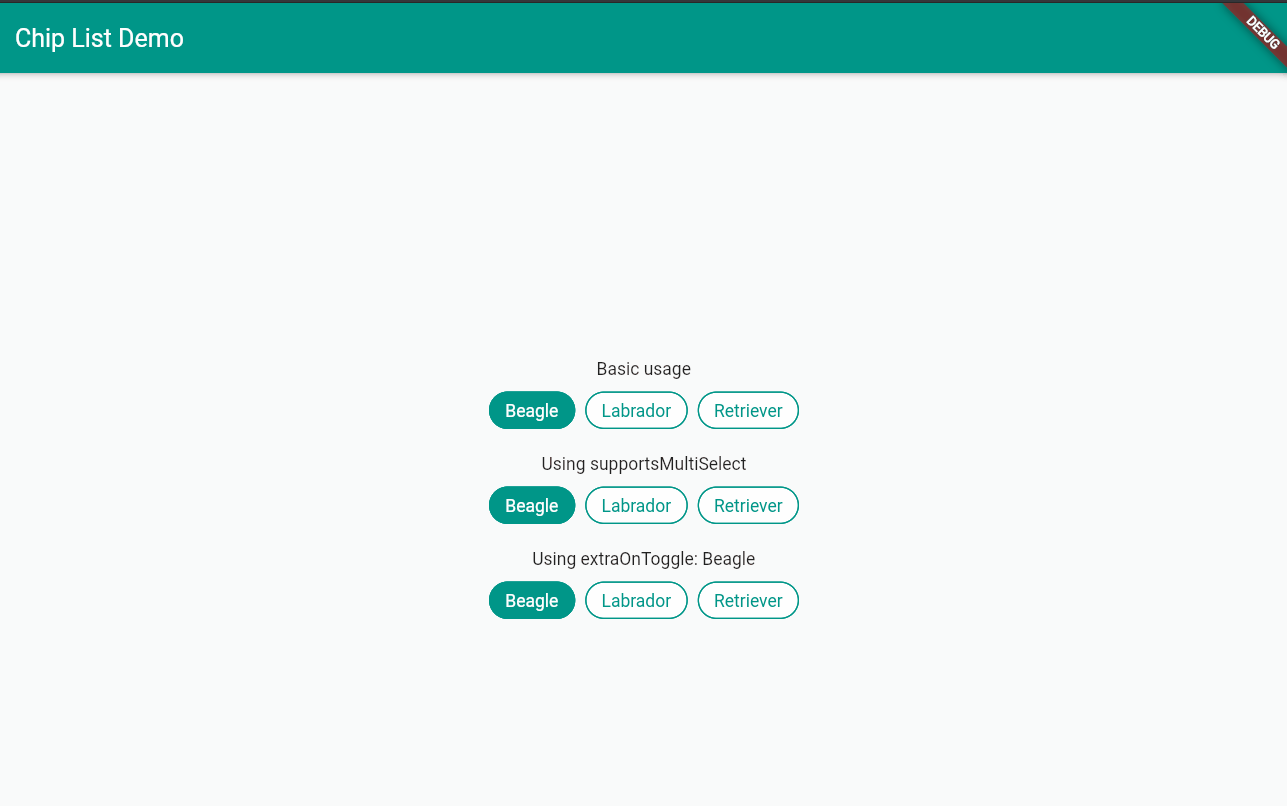 Chip List Demo
DEBUG
Basic usage
Beagle Labrador Retriever
Using supportsMultiSelect
Beagle Labrador Retriever
Using extraOnToggle: Beagle
Beagle Labrador Retriever